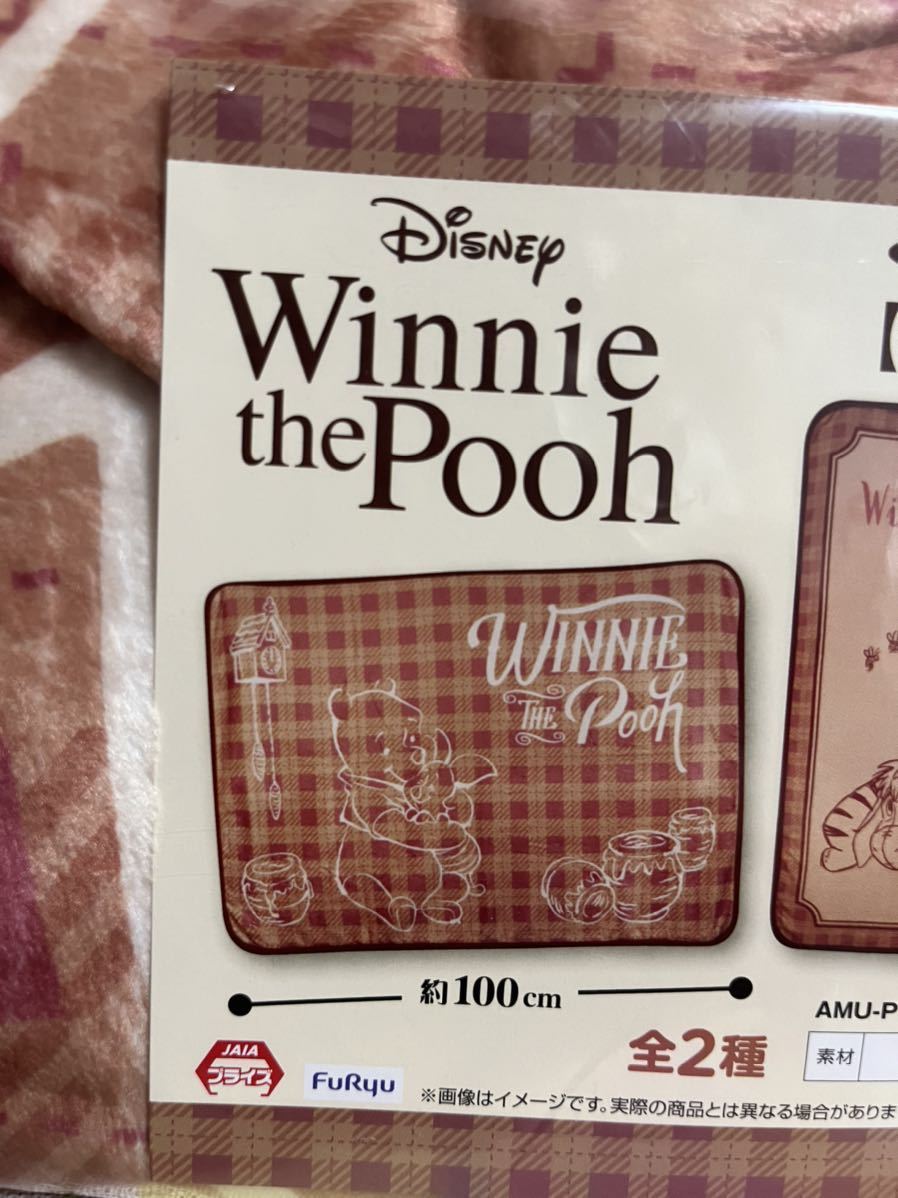 Disney
Winnie
the Pooh
WINNIE
THE Pooh
約100cm
全2種
AMU-P
素材
JAIA
プライズ
FuRyu
※画像はイメージです。実際の商品とは異なる場合がありま